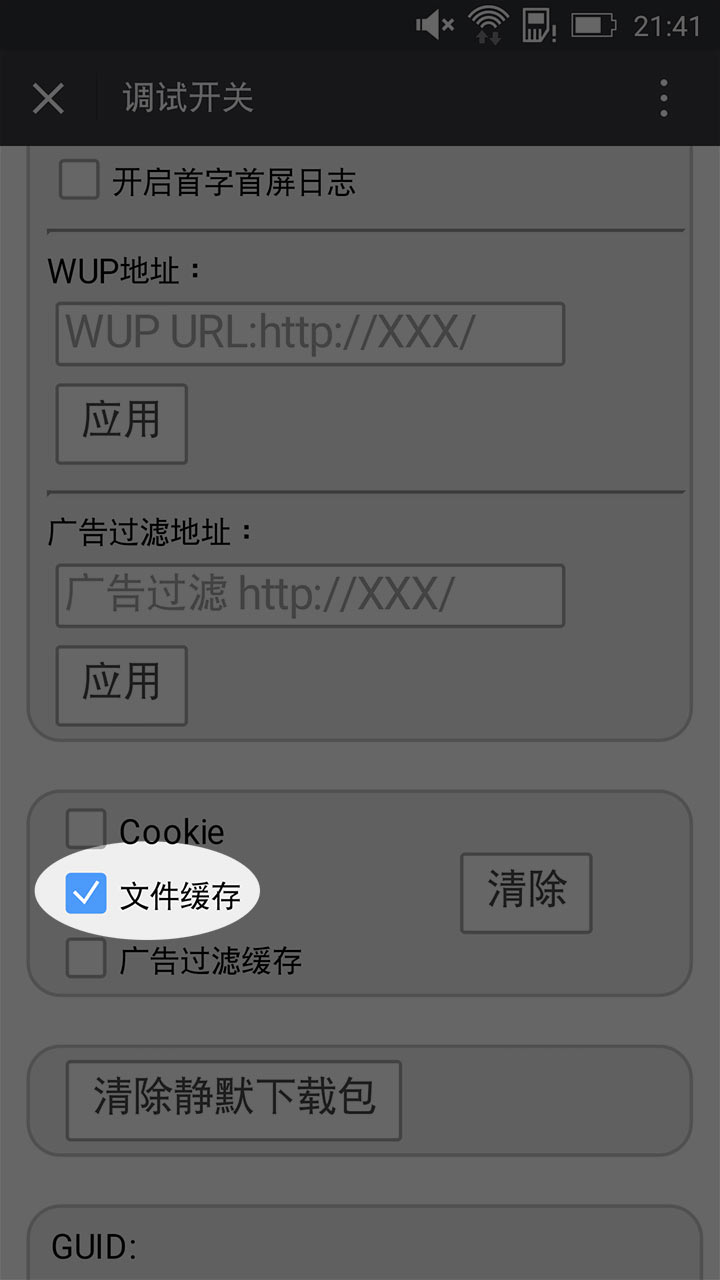 21:41
调试开关
开启首字首屏日志
WUP地址：
WUP URL:http://XXX/
应用
广告过滤地址：
广告过滤 http://XXX/
应用
Cookie
文件缓存
清除
广告过滤缓存
清除静默下载包
GUID: